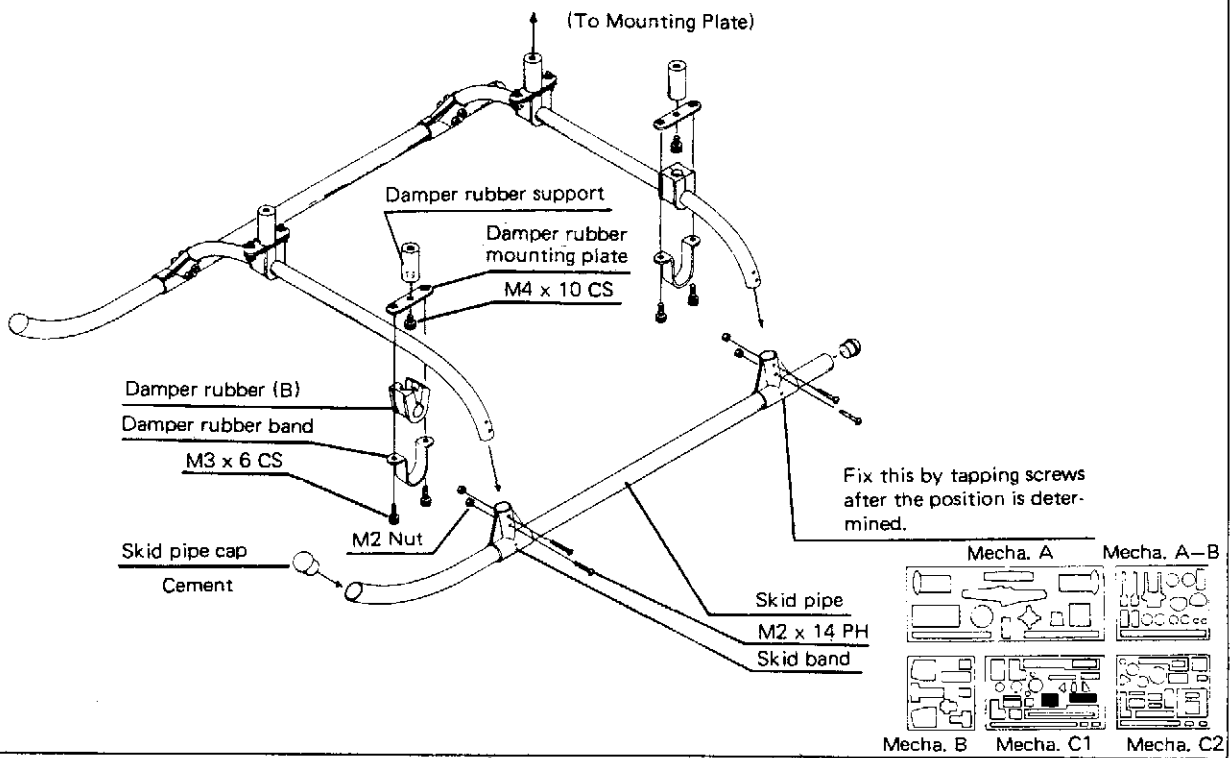 (To Mounting Plate)
Damper rubber support
Damper rubber
mounting plate
M4 x 10 CS
Damper rubber (B)
Damper rubber band
M3 x 6 CS
M2 Nut
Skid pipe cap
Cement
Fix this by tapping screws
after the position is deter-
mined.
Skid pipe
M2 x 14 PH
Skid band
Mecha. A
Mecha. A-B
Mecha. B
Mecha. C1
Mecha. C2